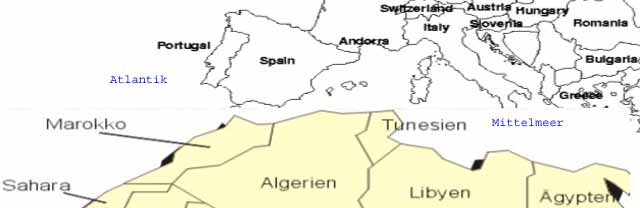 Switzerland
Austria
Hungary
Slovenia
Romania
Italy
Portugal
Andorra
Spain
Bulgaria
Atlantik
Greece
Marokko
Tunesien
Mittelmeer
Sahara
Algerien
Libyen
Ägypten